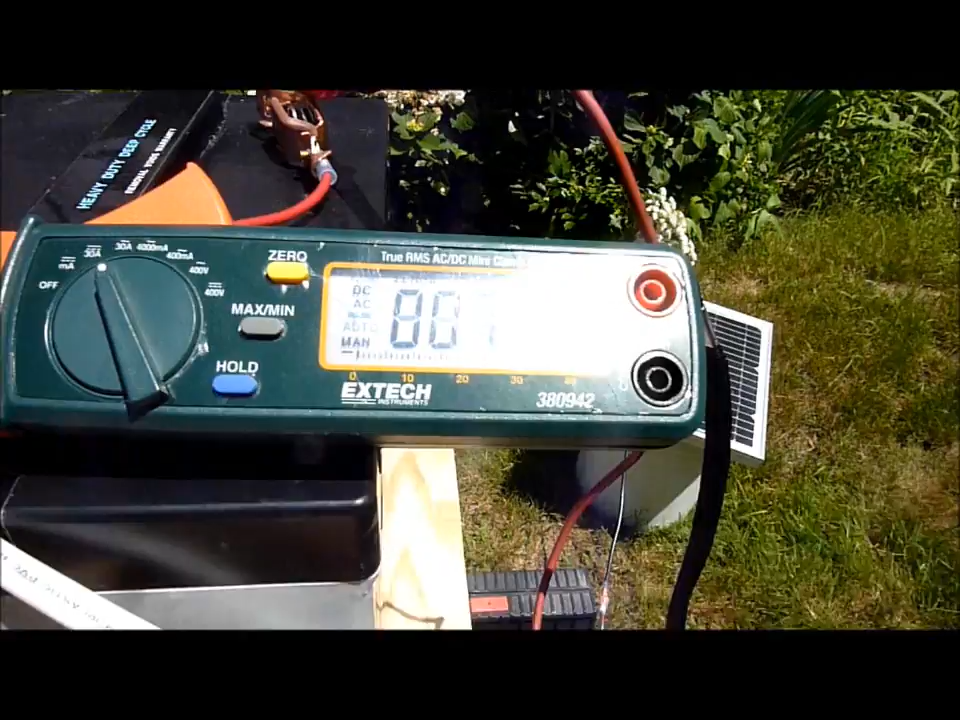 HEAVY DUTY DEEP CYCLE
True RMS AC/DC Mini Clamp
ZERO
OFF
mA
30A
30A
4000mA
400mA
400V
400V
MAX/MIN
HOLD
DC
AC
AUTO
MAN
80
0 10 20 30
EXTECH
INSTRUMENTS
380942